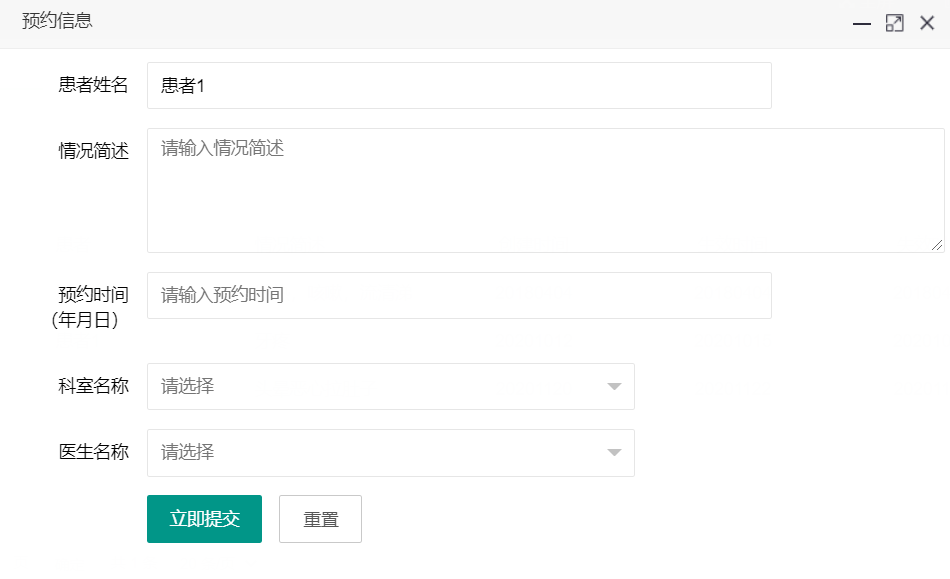 预约信息
患者姓名
患者1
情况简述
请输入情况简述
预约时间
(年月日)
请输入预约时间
科室名称
请选择
医生名称
请选择
立即提交
重置